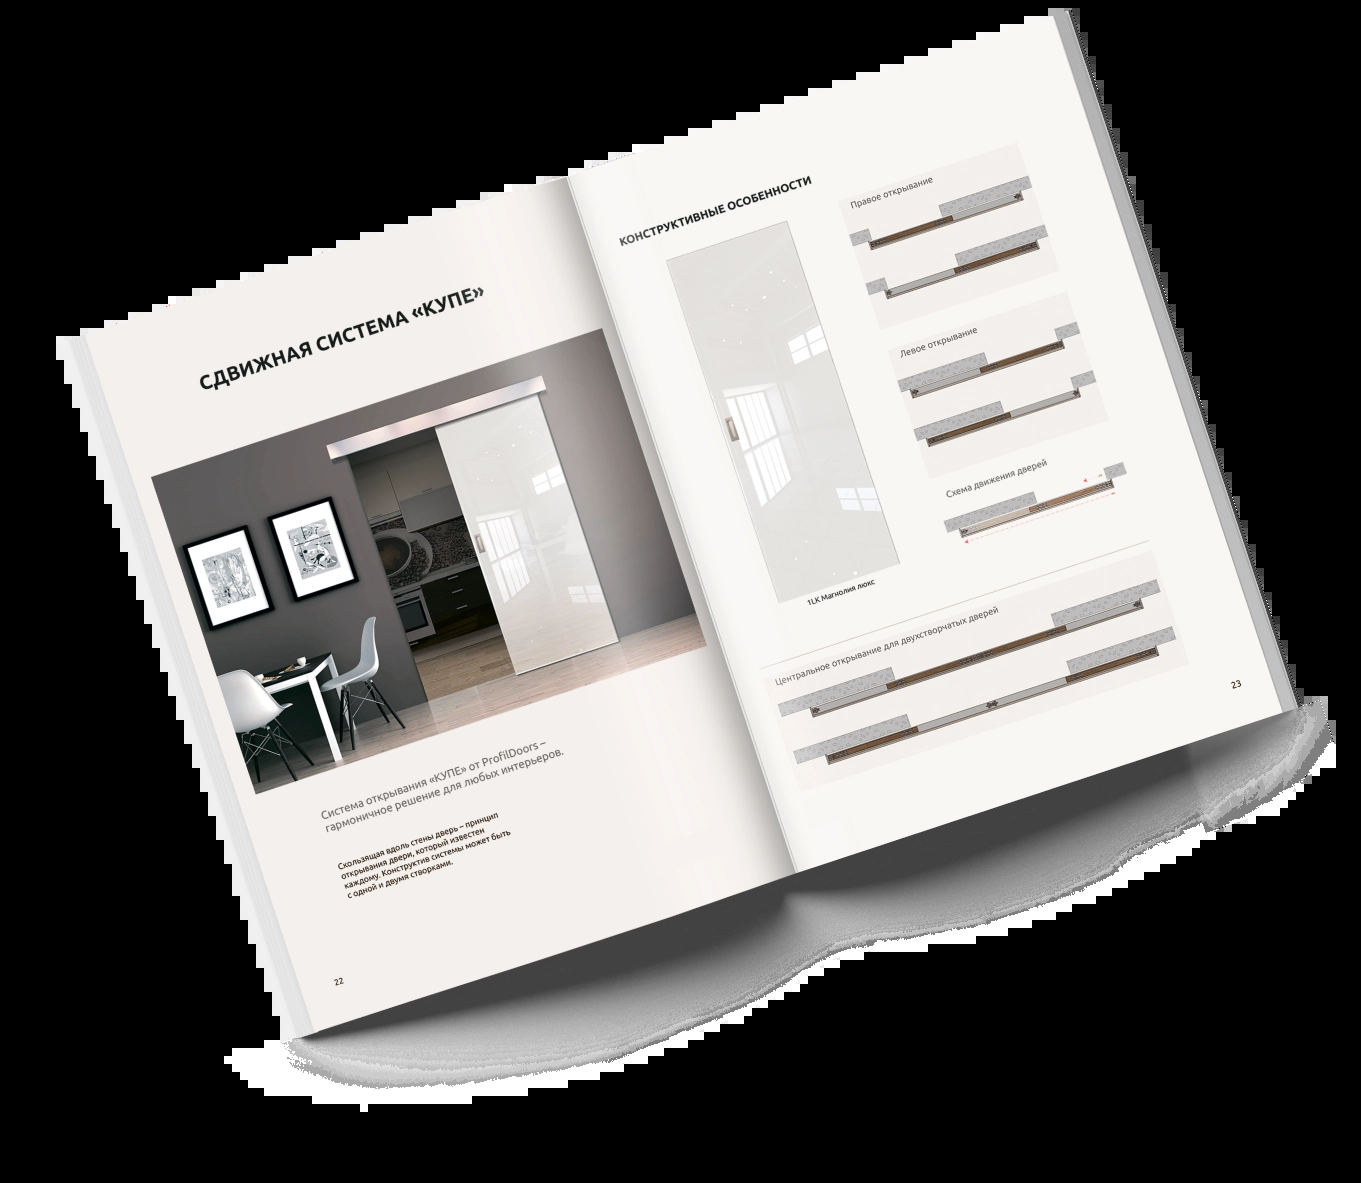 СДВИЖНАЯ СИСТЕМА «КУПЕ»
Система открывания «КУПЕ» от ProfilDoors –
гармоничное решение для любых интерьеров.
Скользящая вдоль стены дверь – принцип
открывания двери, который известен
каждому. Конструктив системы может быть
с одной и двумя створками.
22
КОНСТРУКТИВНЫЕ ОСОБЕННОСТИ
1LK Магнолия люкс
Правое открывание
Левое открывание
Схема движения дверей
Центральное открывание для двухстворчатых дверей
23